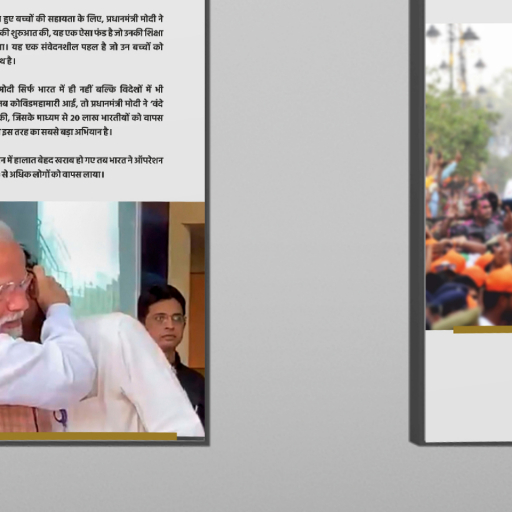 हुए बच्चों की सहायता के लिए, प्रधानमंत्री मोदी ने
की शुरुआत की, यह एक ऐसा फंड है जो उनकी शिक्षा
। यह एक संवेदनशील पहल है जो उन बच्चों को
है।
मोदी सिर्फ भारत में ही नहीं बल्कि विदेशों में भी
कोविडमहामारी आई, तो प्रधानमंत्री मोदी ने 'वंदे
की, जिसके माध्यम से 20 लाख भारतीयों को वापस
इस तरह का सबसे बड़ा अभियान है।
में हालात बेहद खराब हो गए तब भारत ने ऑपरेशन
से अधिक लोगों को वापस लाया।